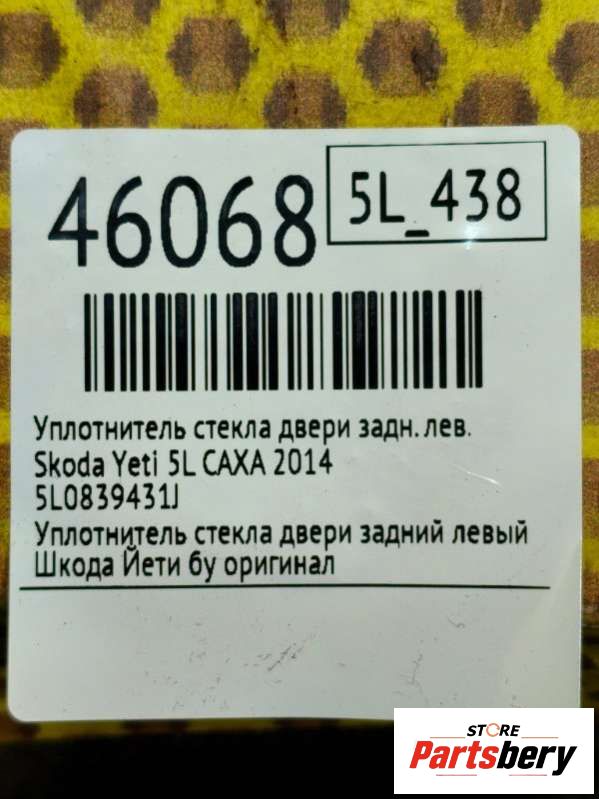 46068
5L_438
Уплотнитель стекла двери задн. лев.
Skoda Yeti 5L CAXA 2014
5L0839431J
Уплотнитель стекла двери задний левый
Шкода Йети бу оригинал
STORE
Partsbery